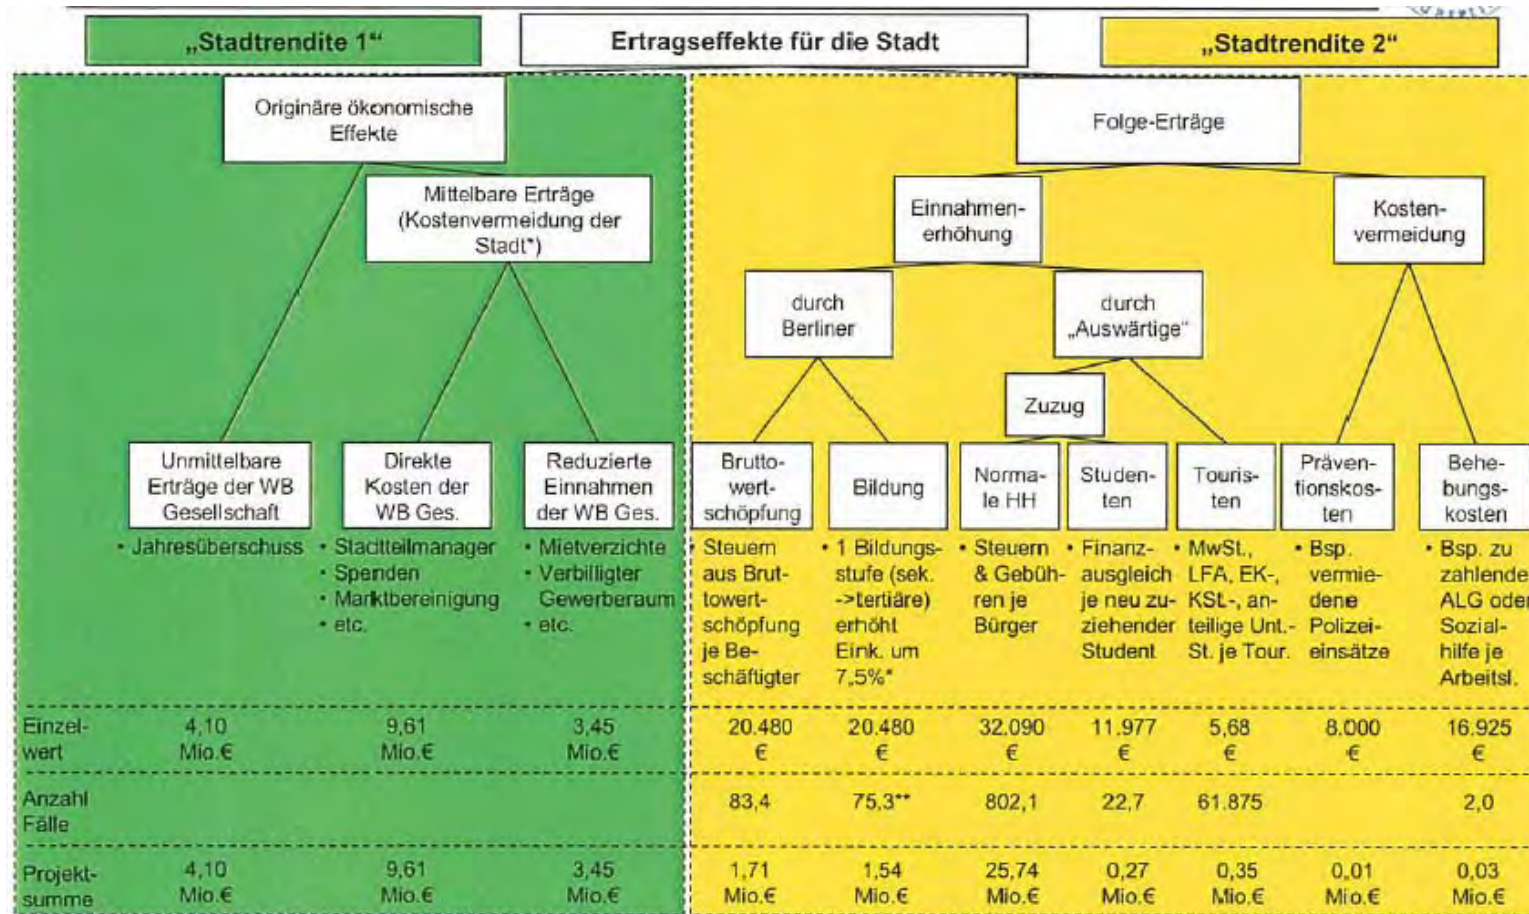 „Stadtrendite 1“
Ertragseffekte für die Stadt
„Stadtrendite 2“
Originäre ökonomische
Effekte
Folge-Erträge
Mittelbare Erträge
(Kostenvermeidung der
Stadt*)
Einnahmen-
erhöhung
Kosten-
vermeidung
durch
Berliner
durch
„Auswärtige“
Zuzug
Unmittelbare
Erträge der WB
Gesellschaft
Direkte
Kosten der
WB Ges.
Reduzierte
Einnahmen
der WB Ges.
Brutto-
wert-
schöpfung
Bildung
Norma-
le HH
Studen-
ten
Touris-
ten
Präven-
tionskos-
ten
Behe-
bungs-
kosten
• Jahresüberschuss
• Stadtteilmanager
• Spenden
• Marktbereinigung
• etc.
• Mietverzichte
• Verbilligter
Gewerberaum
• etc.
• Steuern
aus Brut-
towert-
schöpfung
je Be-
schäftigter
• 1 Bildungs-
stufe (sek.
->tertiäre)
erhöht
Eink. um
7,5%*
• Steuern
& Gebüh-
ren je
Bürger
• Finanz-
ausgleich
je neu zu-
ziehender
Student
• MwSt.,
LFA, EK-,
KSt.-, an-
teilige Unt.-
St. je Tour.
• Bsp.
vermie-
dene
Polizei-
einsätze
• Bsp. zu
zahlende
ALG oder
Sozial-
hilfe je
Arbeitsl.
Einzel-
wert
4,10
Mio.€
9,61
Mio.€
3,45
Mio.€
20.480
€
20.480
€
32.090
€
11.977
€
5,68
€
8.000
€
16.925
€
Anzahl
Fälle
83,4
75,3**
802,1
22,7
61.875
2,0
Projekt-
summe
4,10
Mio.€
9,61
Mio.€
3,45
Mio.€
1,71
Mio.€
1,54
Mio.€
25,74
Mio.€
0,27
Mio.€
0,35
Mio.€
0,01
Mio.€
0,03
Mio.€